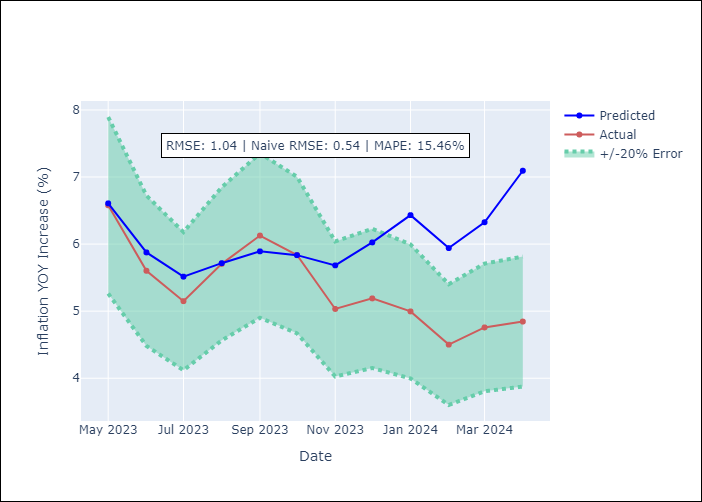 RMSE: 1.04 | Naive RMSE: 0.54 | MAPE: 15.46%
Predicted
Actual
+/-20% Error
Inflation YOY Increase (%)
8
7
6
5
4
May 2023 Jul 2023 Sep 2023 Nov 2023 Jan 2024 Mar 2024
Date